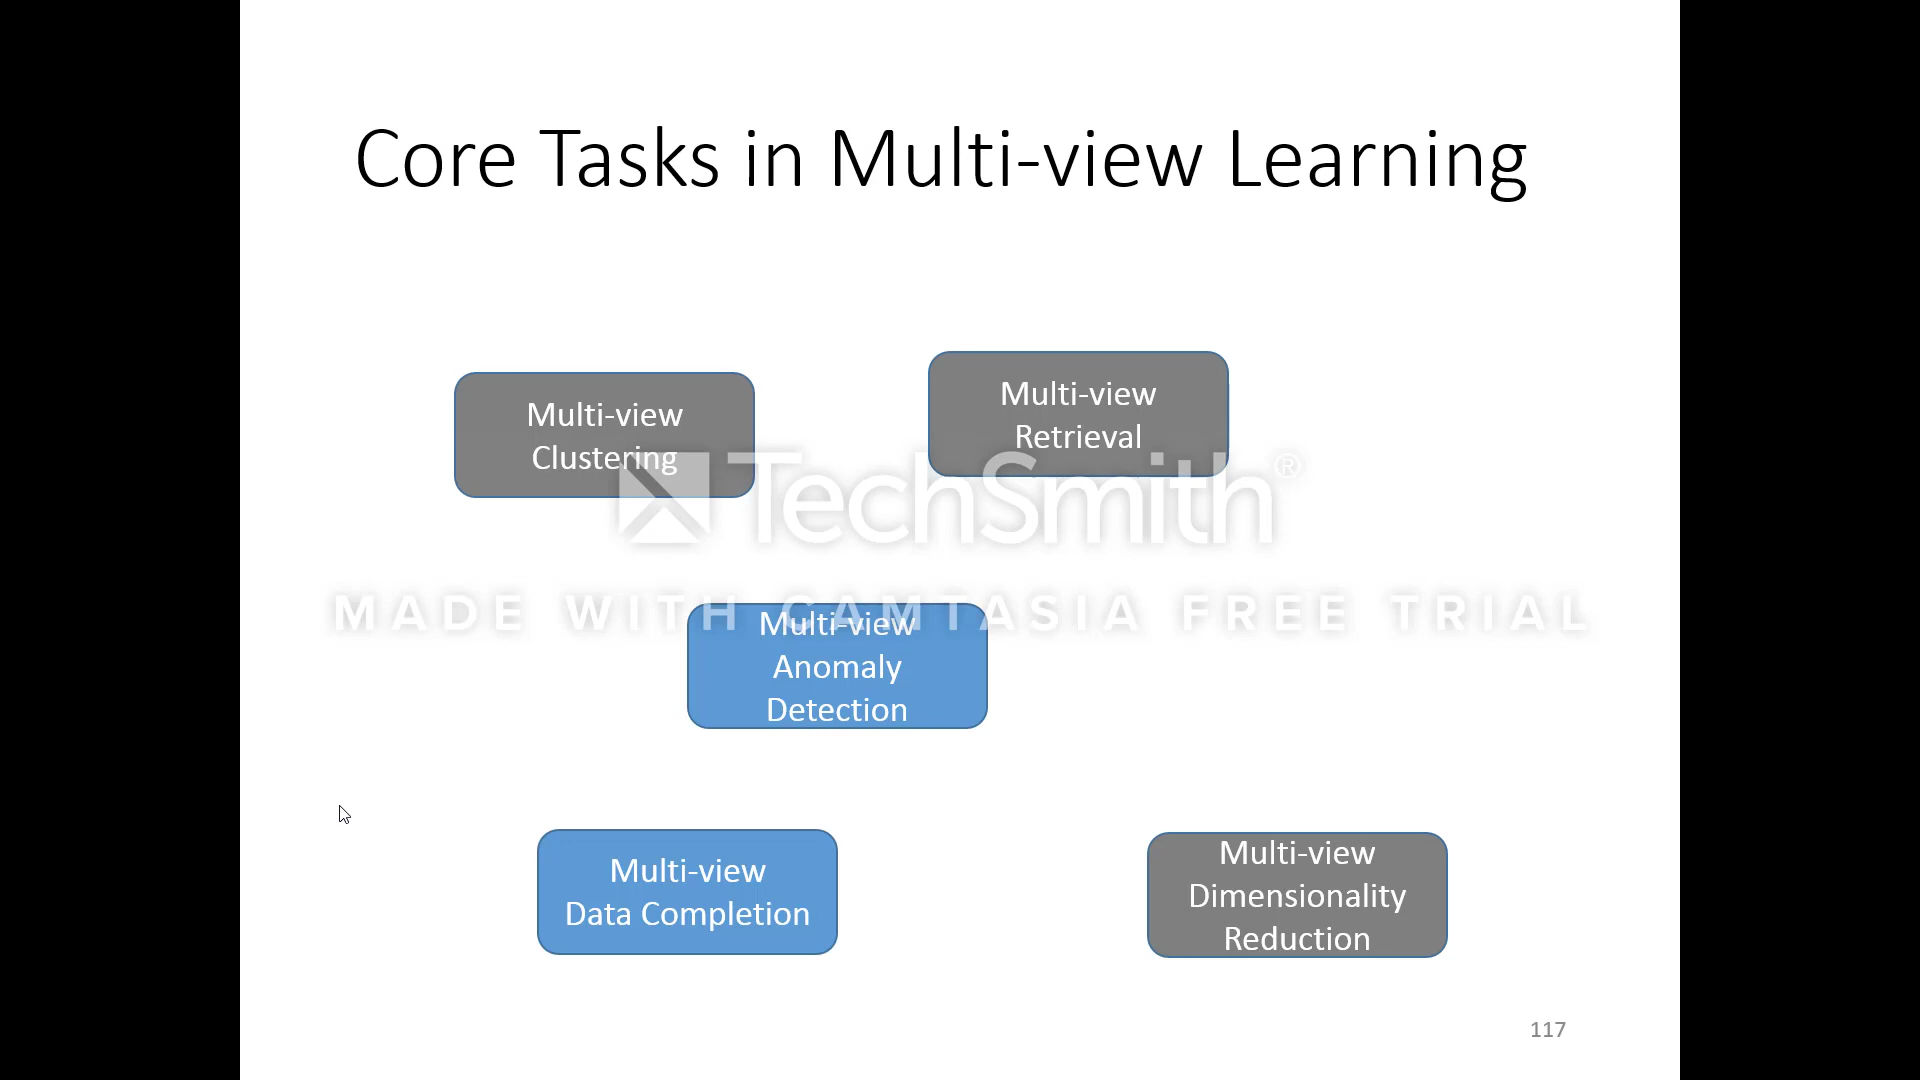 Core Tasks in Multi-view Learning
Multi-view
Clustering
Multi-view
Retrieval
TechSmith®
MADE WITH CAMTASIA FREE TRIAL
Multi-view
Anomaly
Detection
Multi-view
Data Completion
Multi-view
Dimensionality
Reduction
117